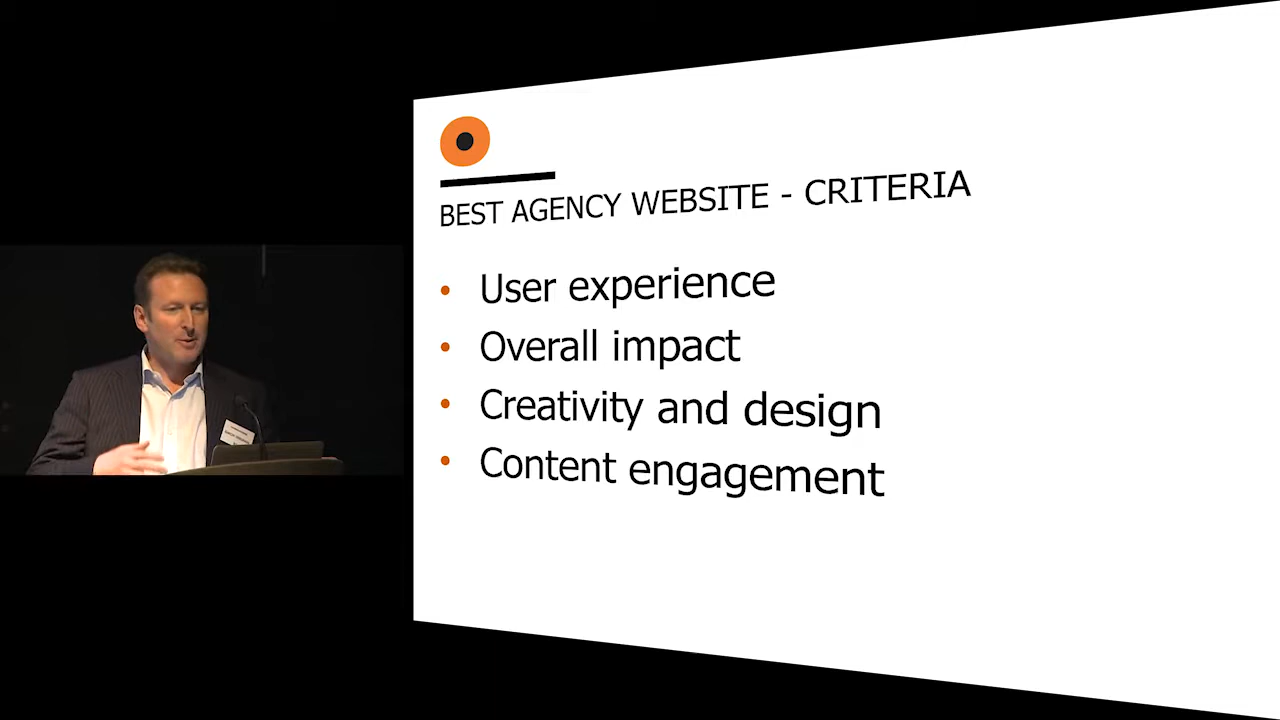 BEST AGENCY WEBSITE - CRITERIA
• User experience
• Overall impact
• Creativity and design
• Content engagement